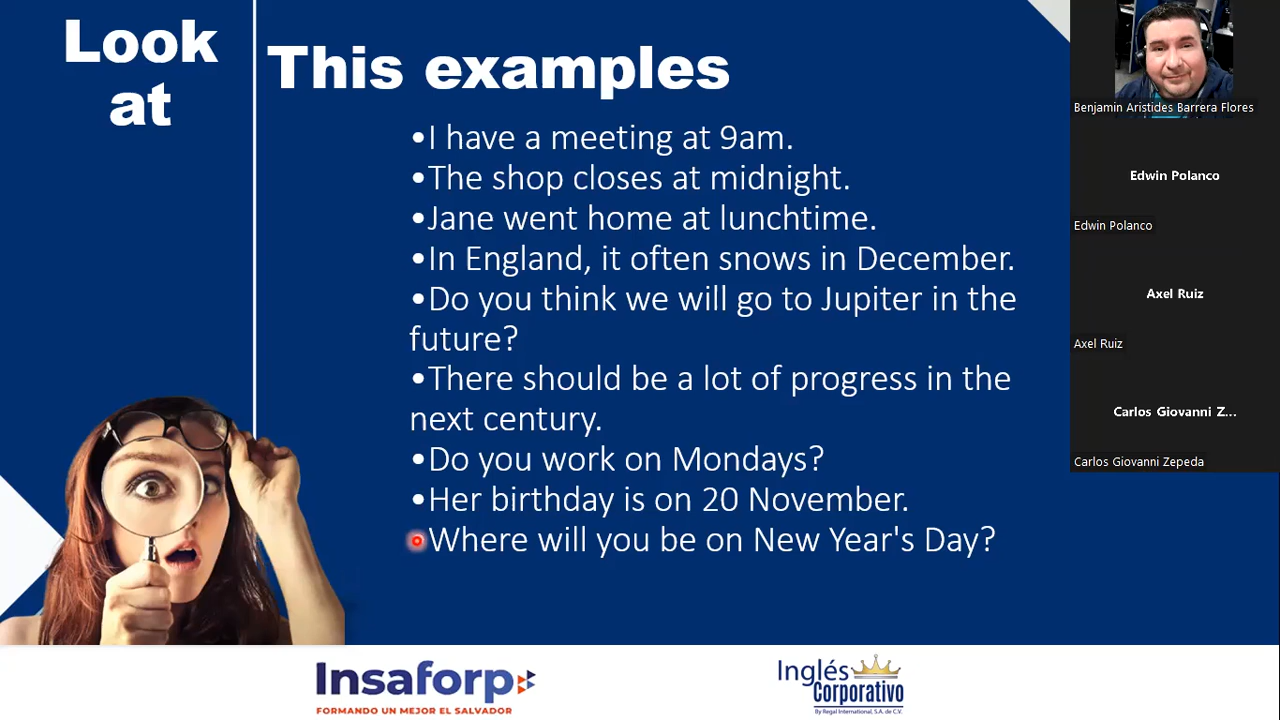 Look
at
This examples
•I have a meeting at 9am.
•The shop closes at midnight.
•Jane went home at lunchtime.
•In England, it often snows in December.
•Do you think we will go to Jupiter in the
future?
•There should be a lot of progress in the
next century.
•Do you work on Mondays?
•Her birthday is on 20 November.
•Where will you be on New Year's Day?
Insaforp
FORMANDO UN MEJOR EL SALVADOR
Inglés
Corporativo
By Regal International, S.A. de C.V.
Benjamin Aristides Barrera Flores
Edwin Polanco
Edwin Polanco
Axel Ruiz
Axel Ruiz
Carlos Giovanni Z...
Carlos Giovanni Zepeda